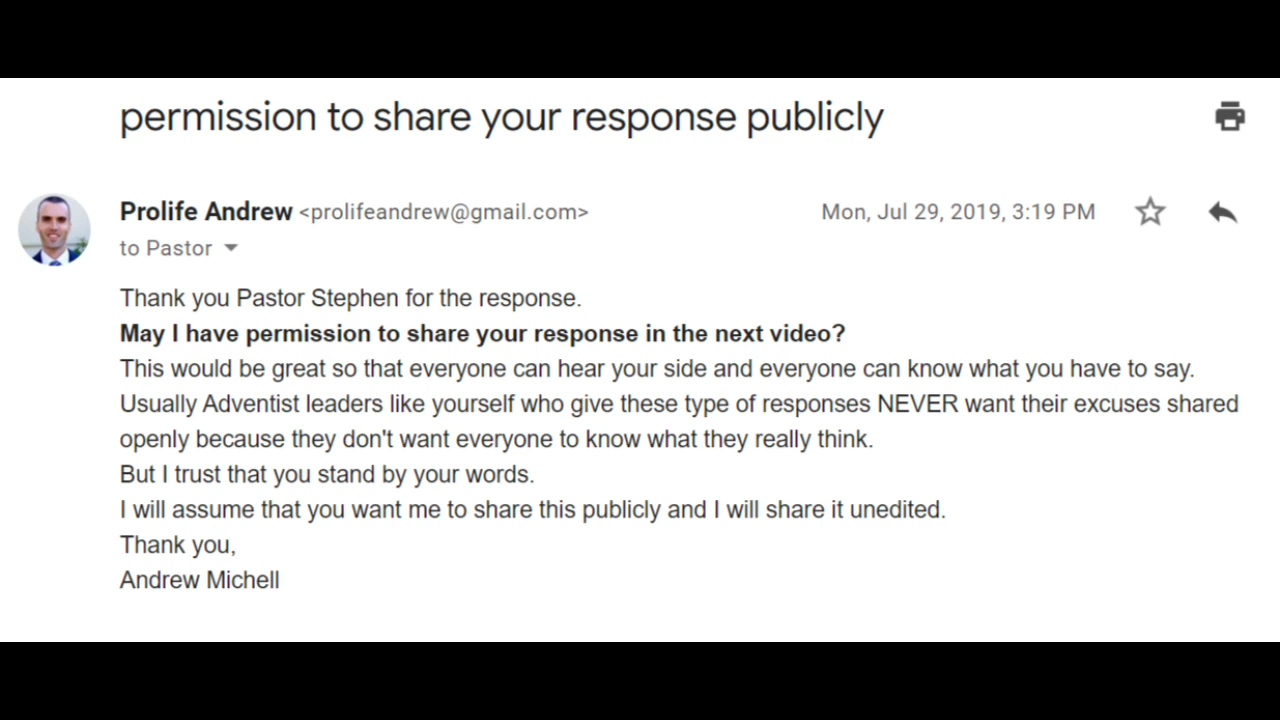 permission to share your response publicly
Prolife Andrew <prolifeandrew@gmail.com> Mon, Jul 29, 2019, 3:19 PM
to Pastor
Thank you Pastor Stephen for the response.
May I have permission to share your response in the next video?
This would be great so that everyone can hear your side and everyone can know what you have to say.
Usually Adventist leaders like yourself who give these type of responses NEVER want their excuses shared
openly because they don't want everyone to know what they really think.
But I trust that you stand by your words.
I will assume that you want me to share this publicly and I will share it unedited.
Thank you,
Andrew Michell